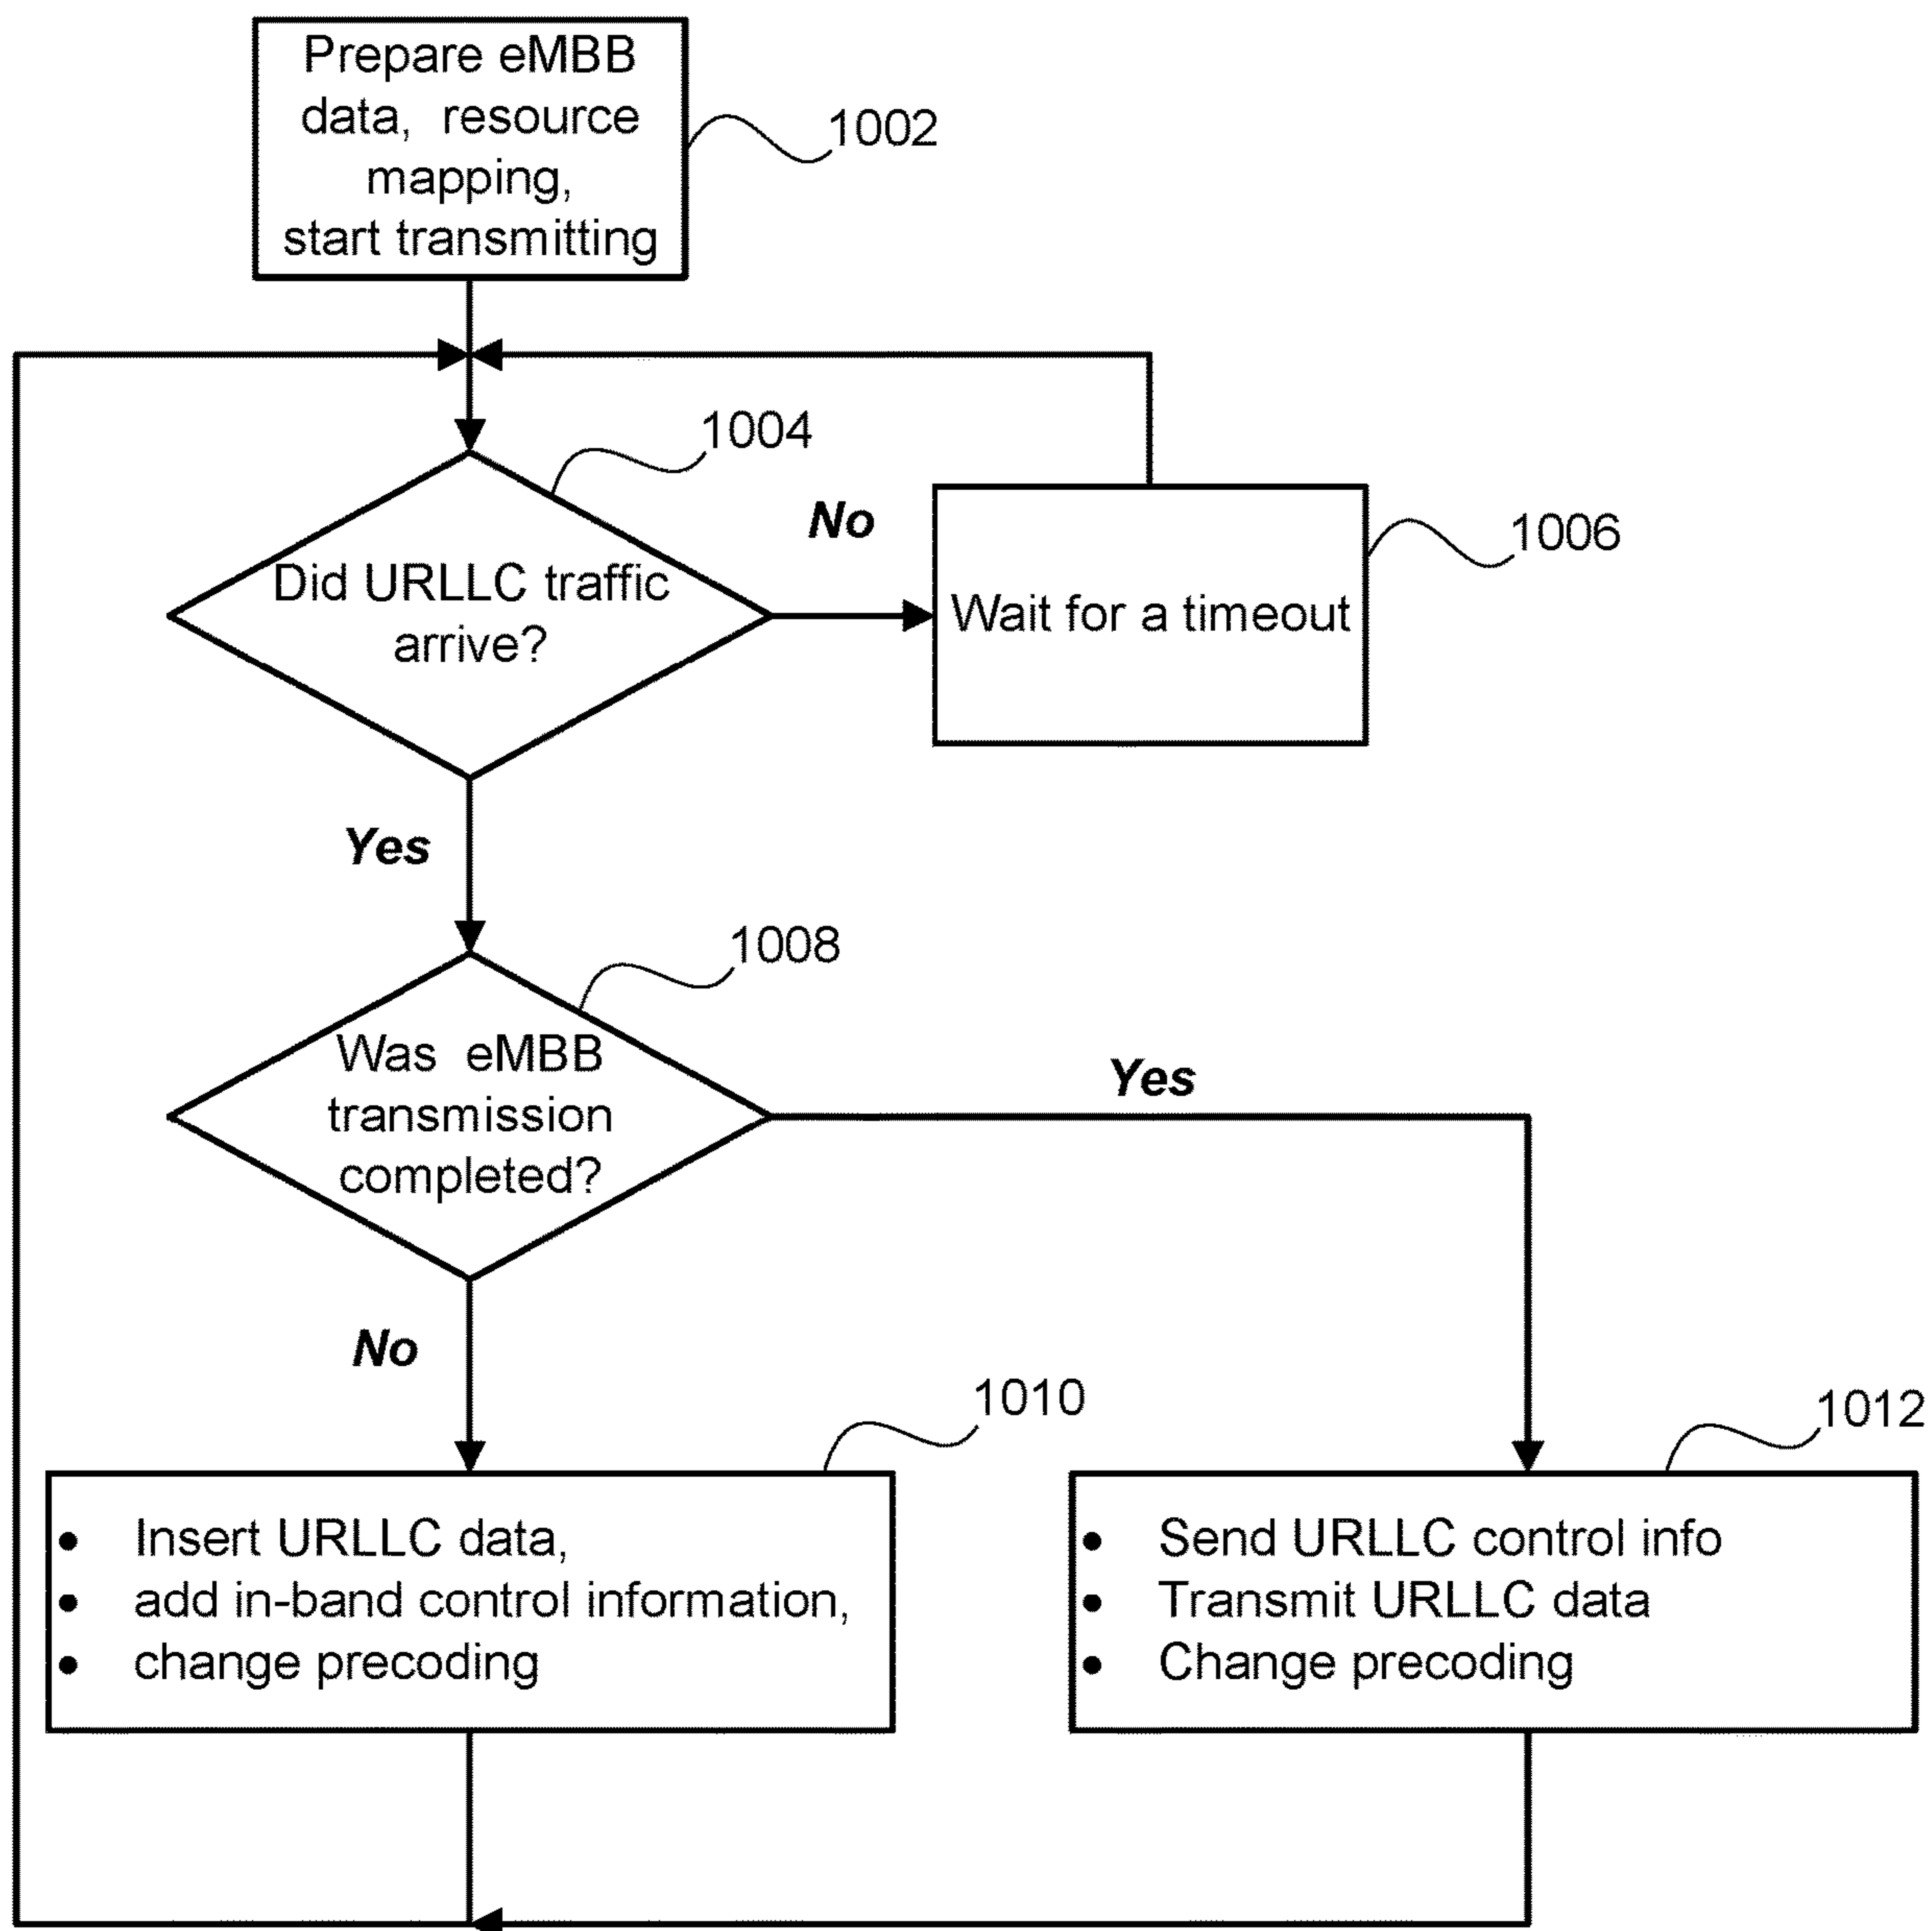 Prepare eMBB
data, resource
mapping,
start transmitting
1002
1004
No
1006
Did URLLC traffic
arrive?
Wait for a timeout
Yes
1008
Was eMBB
transmission
completed?
Yes
No
1010
1012
• Insert URLLC data,
• add in-band control information,
• change precoding
• Send URLLC control info
• Transmit URLLC data
• Change precoding